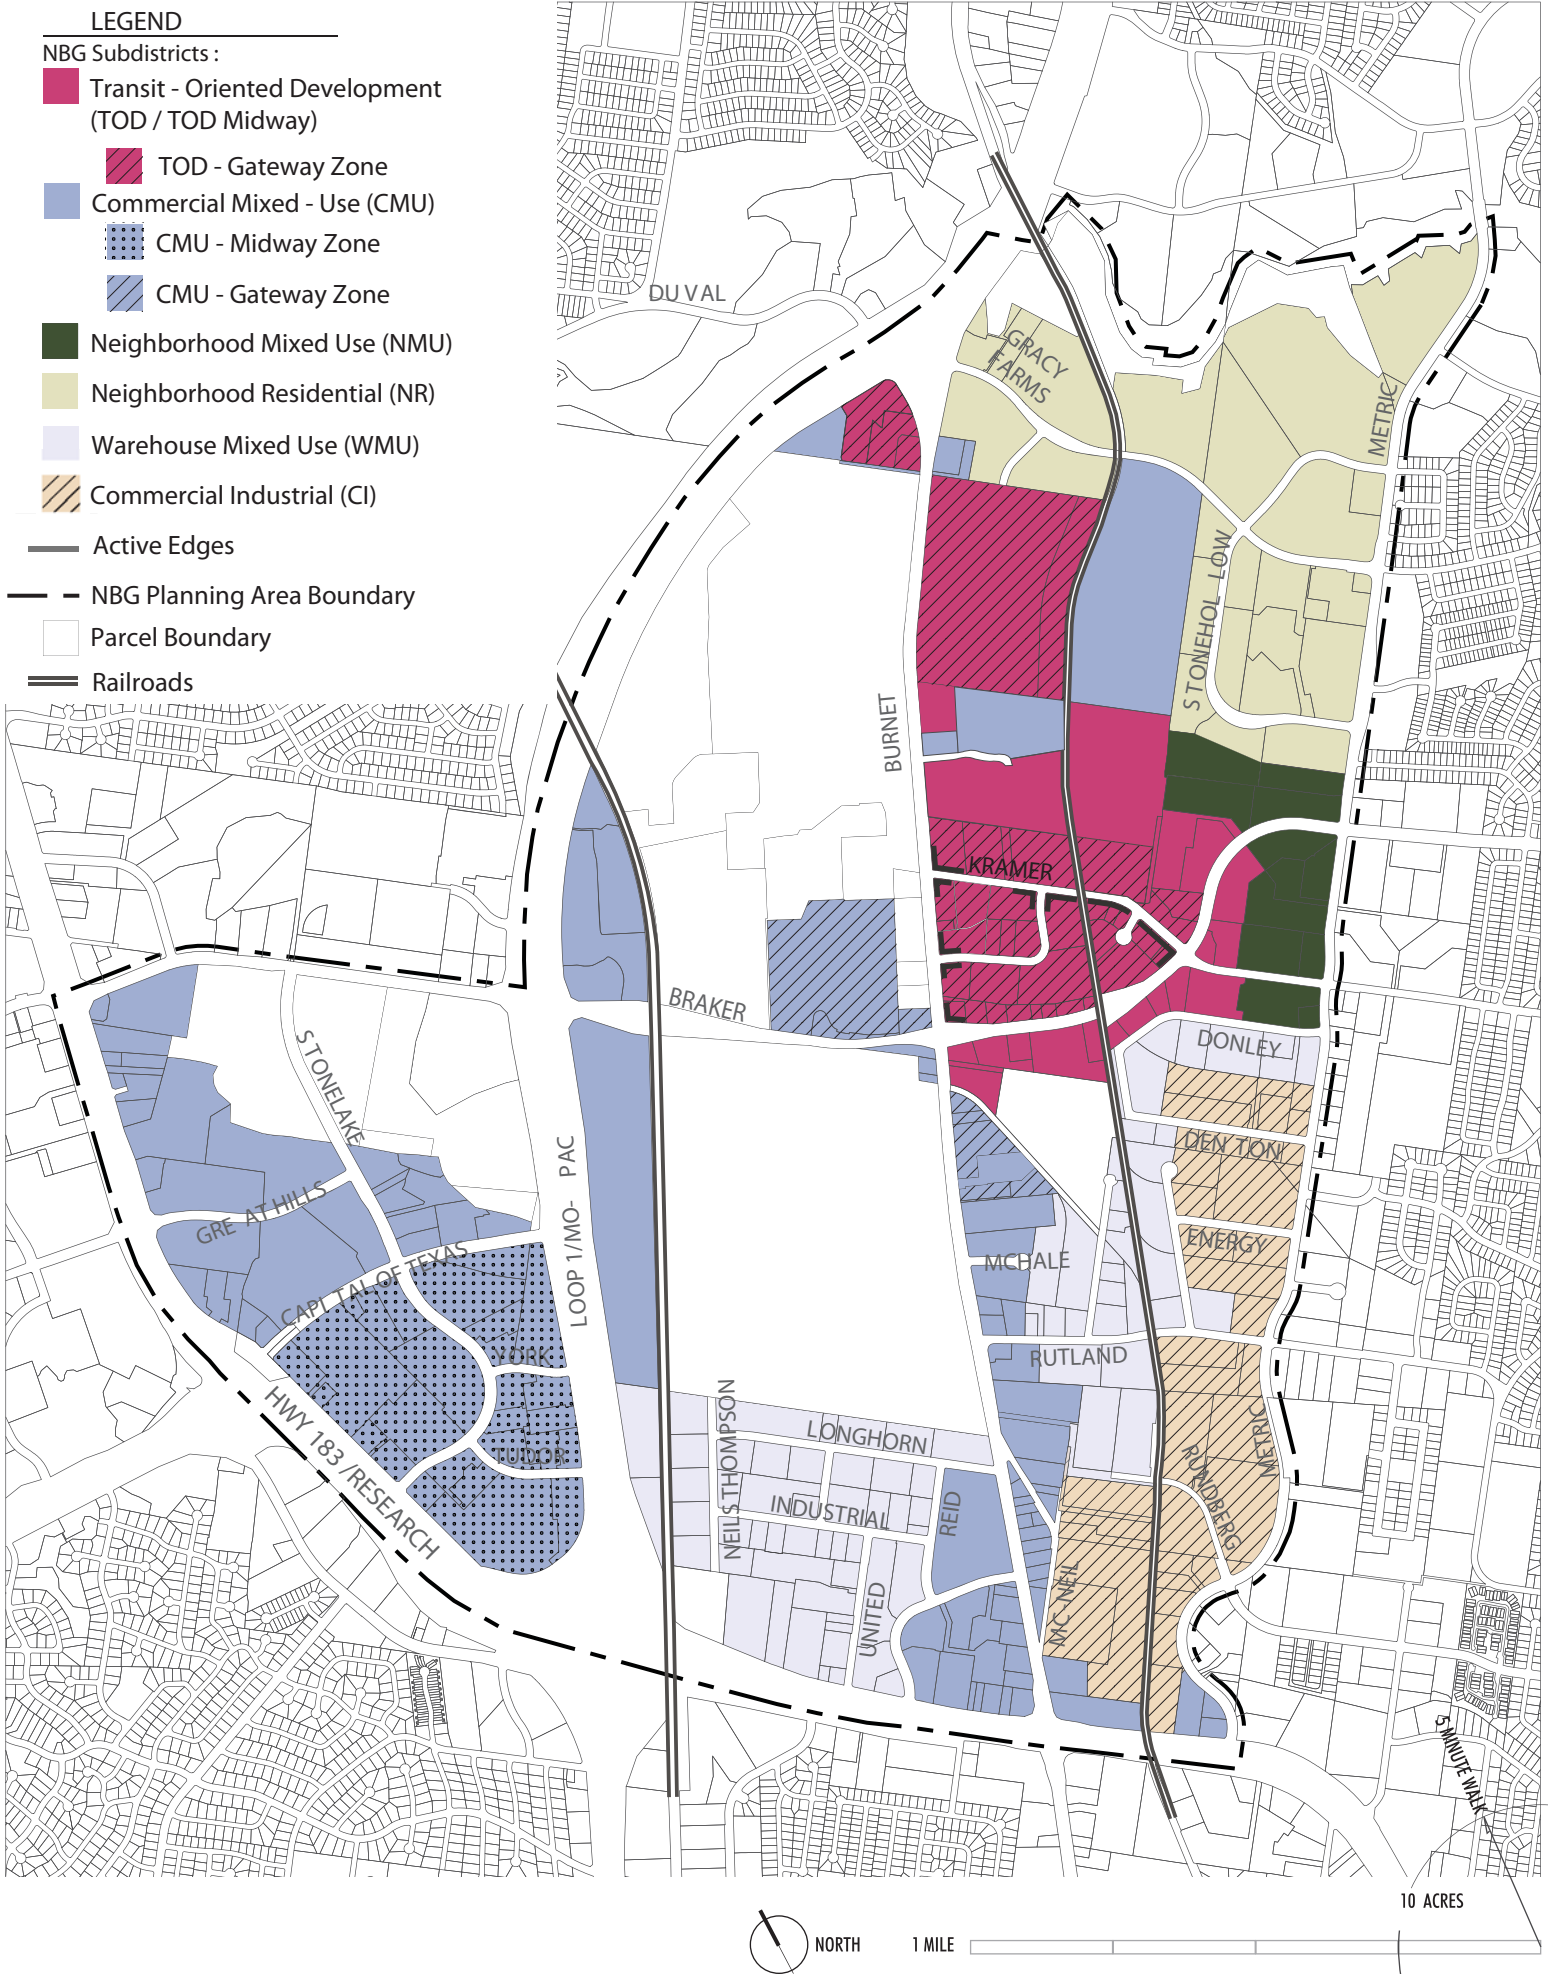 LEGEND
NBG Subdistricts :
Transit - Oriented Development
(TOD / TOD Midway)
TOD - Gateway Zone
Commercial Mixed - Use (CMU)
CMU - Midway Zone
CMU - Gateway Zone
Neighborhood Mixed Use (NMU)
Neighborhood Residential (NR)
Warehouse Mixed Use (WMU)
Commercial Industrial (CI)
Active Edges
NBG Planning Area Boundary
Parcel Boundary
Railroads
DU VAL
GRACY
FARMS
METRIC
S TONEHOL LOW
BURNET
KRAMER
BRAKER
DONLEY
S TONELAKE
DEN TON
LOOP 1/MO- PAC
GRE AT HILLS
ENERGY
MCHALE
CAPI TAL OF TEXAS
YORK
RUTLAND
HWY 183 /RESEARCH
NEILS THOMPSON
LONGHORN
METRIC
TUDOR
RUNDBERG
INDUSTRIAL
REID
UNITED
MC NEIL
5 MINUTE WALK
10 ACRES
NORTH
1 MILE